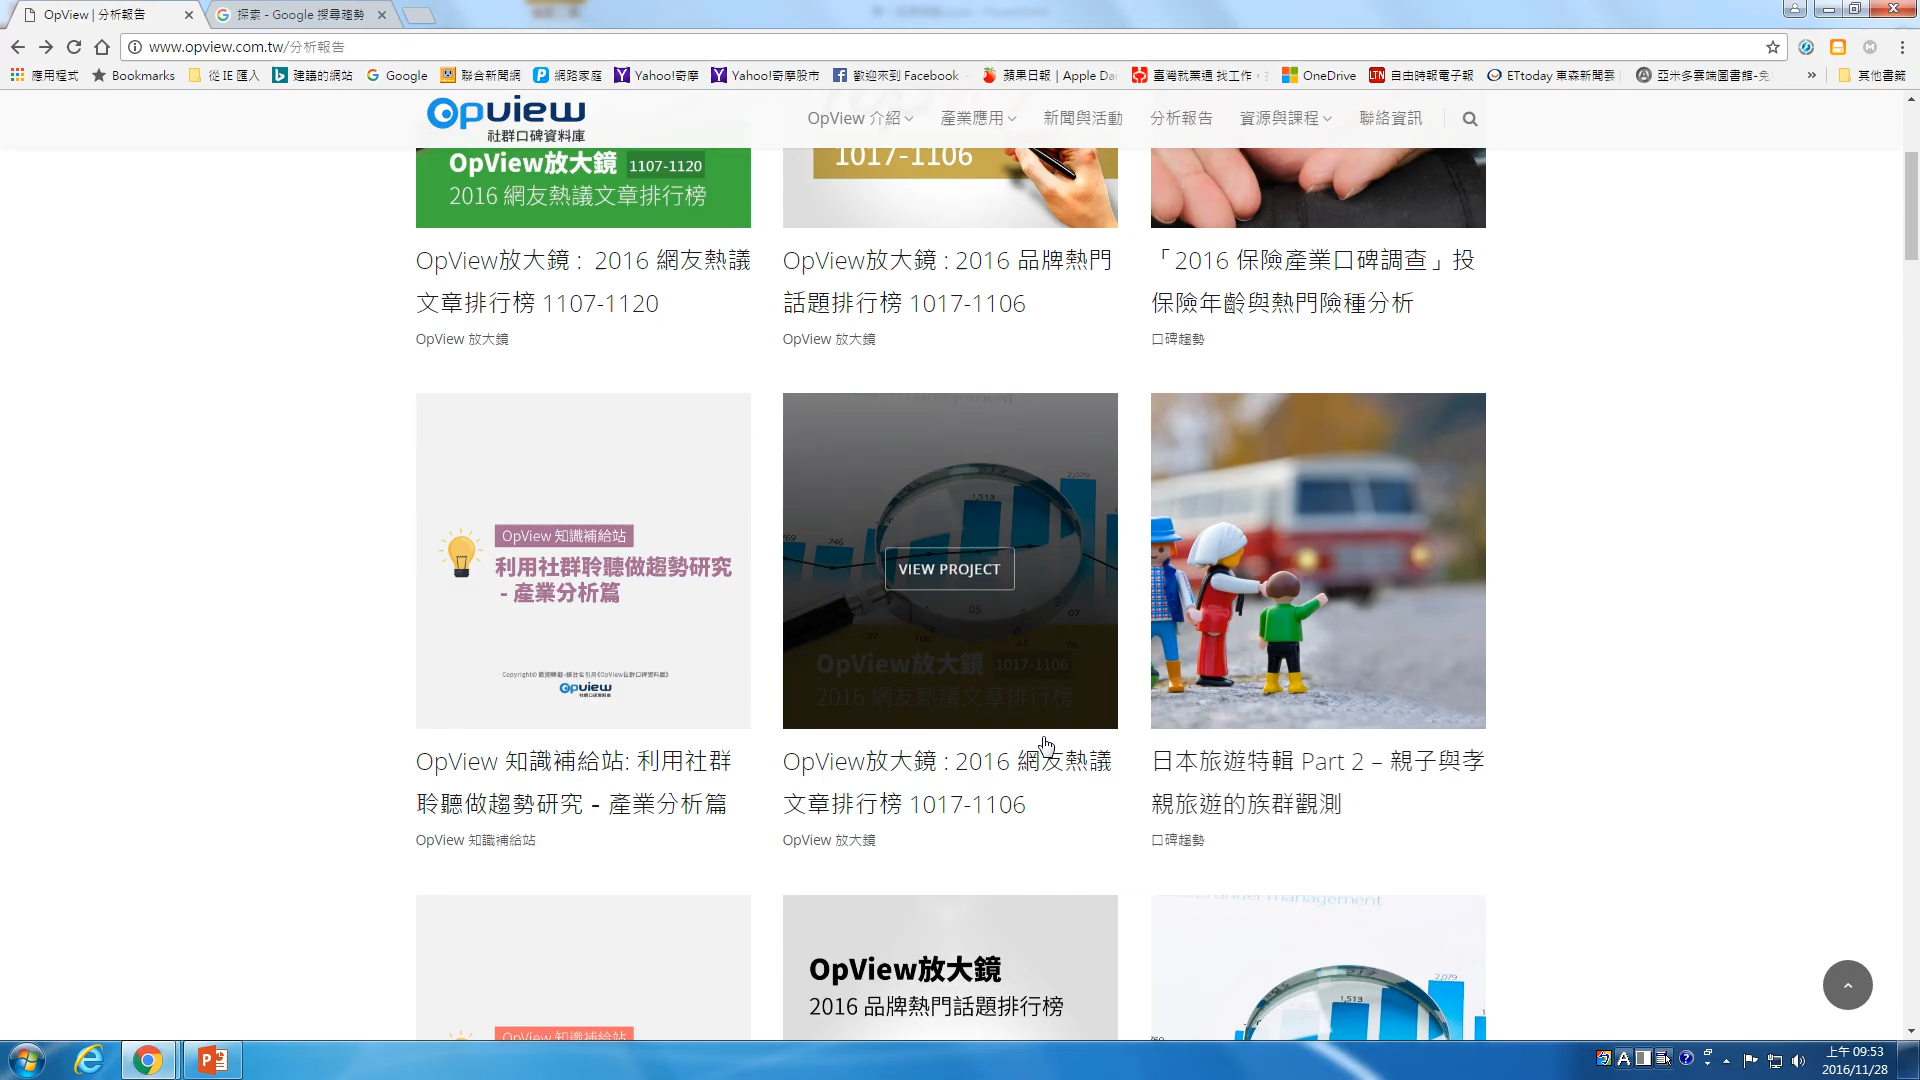 OpView | 分析報告
探索 - Google 搜尋趨勢
www.opview.com.tw/分析報告
應用程式
Bookmarks
從 IE 匯入
建議的網站
Google
聯合新聞網
網路家庭
Yahoo!奇摩
Yahoo!奇摩股市
歡迎來到 Facebook
蘋果日報 | Apple Dai
臺灣就業通 找工作，
OneDrive
自由時報電子報
ETtoday 東森新聞雲
亞米多雲端圖書館-免
其他書籤
Opview
社群口碑資料庫
OpView 介紹
產業應用
新聞與活動
分析報告
資源與課程
聯絡資訊
OpView放大鏡 1107-1120
2016 網友熱議文章排行榜
1017-1106
OpView放大鏡 : 2016 網友熱議
文章排行榜 1107-1120
OpView 放大鏡
OpView放大鏡 : 2016 品牌熱門
話題排行榜 1017-1106
OpView 放大鏡
「2016 保險產業口碑調查」投
保險年齡與熱門險種分析
口碑趨勢
OpView 知識補給站
利用社群聆聽做趨勢研究
- 產業分析篇
Copyright© 歡迎轉載，請註名引用《OpView社群口碑資料庫》
Opview
社群口碑資料庫
2,079
1,513
746
VIEW PROJECT
05
07
97
OpView放大鏡 1017-1106
2016 網友熱議文章排行榜
OpView 知識補給站: 利用社群
聆聽做趨勢研究 - 產業分析篇
OpView 知識補給站
OpView放大鏡 : 2016 網友熱議
文章排行榜 1017-1106
OpView 放大鏡
日本旅遊特輯 Part 2 – 親子與孝
親旅遊的族群觀測
口碑趨勢
OpView 知識補給站
OpView放大鏡
2016 品牌熱門話題排行榜
under management
2,079
1,513
上午 09:53
2016/11/28